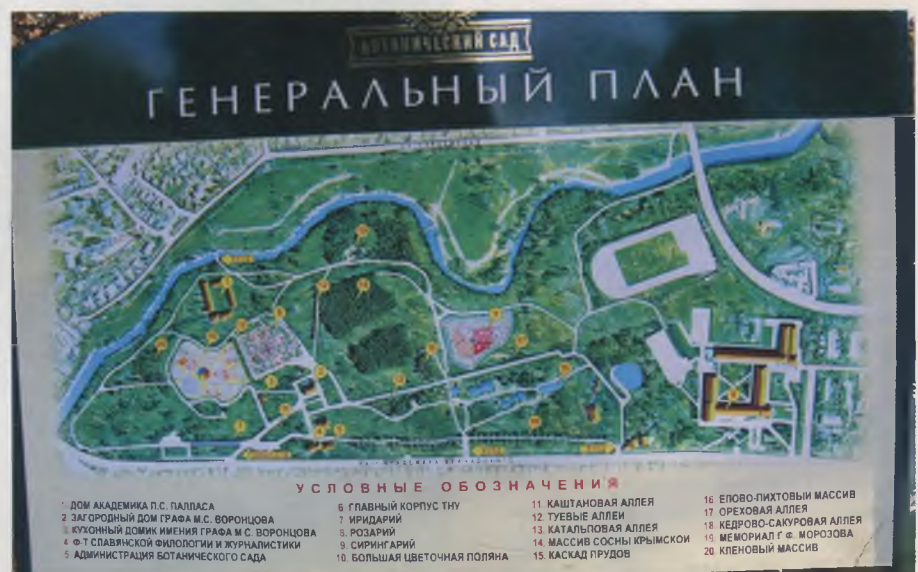 БОТАНИЧЕСКИЙ САД
ГЕНЕРАЛЬНЫЙ ПЛАН
УСЛОВНЫЕ ОБОЗНАЧЕНИЯ
1 ДОМ АКАДЕМИКА П.С. ПАЛЛАСА
2 ЗАГОРОДНЫЙ ДОМ ГРАФА М.С. ВОРОНЦОВА
3 КУХОННЫЙ ДОМИК ИМЕНИЯ ГРАФА М С. ВОРОНЦОВА
4 Ф-Т СЛАВЯНСКОЙ ФИЛОЛОГИИ И ЖУРНАЛИСТИКИ
5 АДМИНИСТРАЦИЯ БОТАНИЧЕСКОГО САДА
6 ГЛАВНЫЙ КОРПУС ТНУ
7 ИРИДАРИЙ
8. РОЗАРИЙ
9. СИРИНГАРИЙ
10. БОЛЬШАЯ ЦВЕТОЧНАЯ ПОЛЯНА
11. КАШТАНОВАЯ АЛЛЕЯ
12. ТУЕВЫЕ АЛЛЕИ
13. КАТАЛЬПОВАЯ АЛЛЕЯ
14. МАССИВ СОСНЫ КРЫМСКОЙ
15. КАСКАД ПРУДОВ
16 ЕЛОВО-ПИХТОВЫЙ МАССИВ
17 ОРЕХОВАЯ АЛЛЕЯ
18. КЕДРОВО-САКУРОВАЯ АЛЛЕЯ
19. МЕМОРИАЛ Г Ф. МОРОЗОВА
20 КЛЕНОВЫЙ МАССИВ